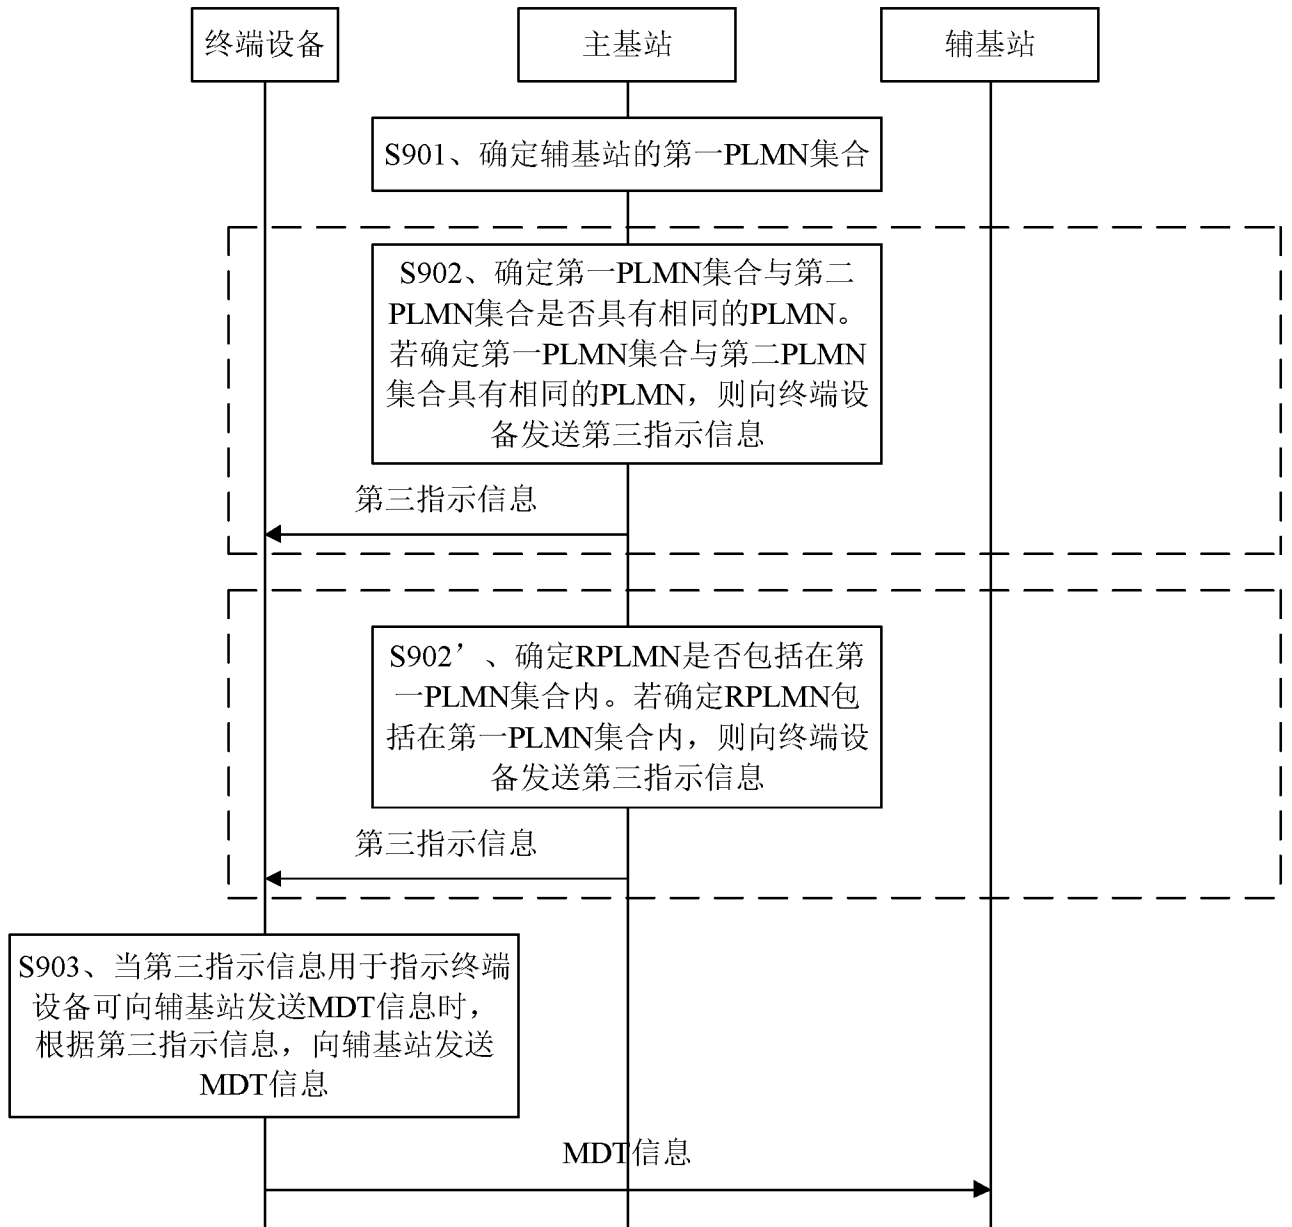 终端设备
主基站
辅基站
S901、确定辅基站的第一PLMN集合
S902、确定第一PLMN集合与第二
PLMN集合是否具有相同的PLMN。
若确定第一PLMN集合与第二PLMN
集合具有相同的PLMN，则向终端设
备发送第三指示信息
第三指示信息
S902’、确定RPLMN是否包括在第
一PLMN集合内。若确定RPLMN包
括在第一PLMN集合内，则向终端设
备发送第三指示信息
第三指示信息
S903、当第三指示信息用于指示终端
设备可向辅基站发送MDT信息时，
根据第三指示信息，向辅基站发送
MDT信息
MDT信息